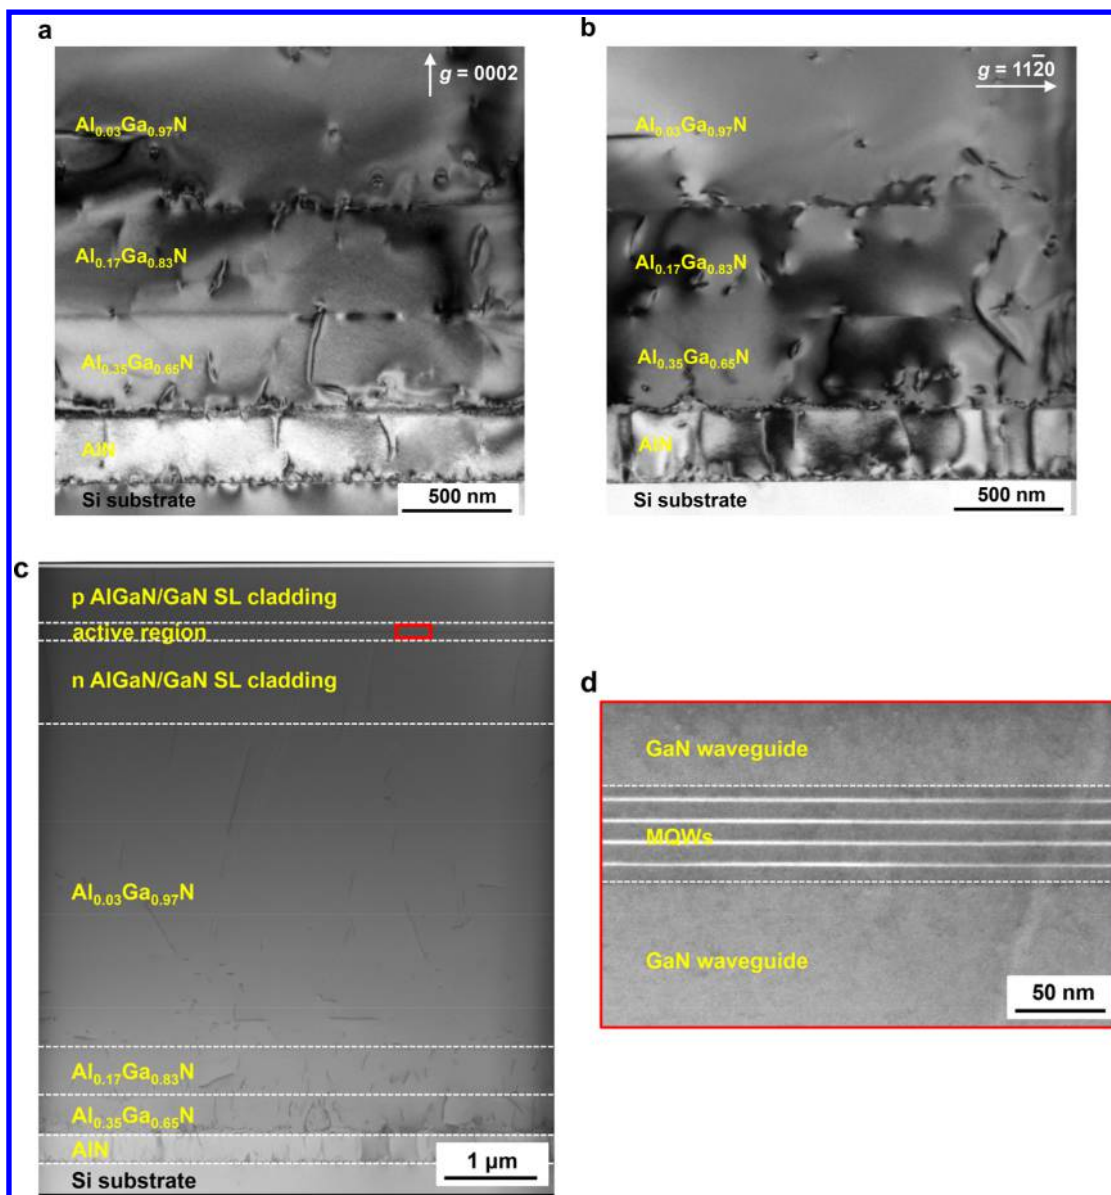 a
g = 0002
Al₀.₀₃Ga₀.₉₇N
Al₀.₁₇Ga₀.₈₃N
Al₀.₃₅Ga₀.₆₅N
AlN
Si substrate
500 nm
b
g = 112̅0
Al₀.₀₃Ga₀.₉₇N
Al₀.₁₇Ga₀.₈₃N
Al₀.₃₅Ga₀.₆₅N
AlN
Si substrate
500 nm
c
p AlGaN/GaN SL cladding
active region
n AlGaN/GaN SL cladding
Al₀.₀₃Ga₀.₉₇N
Al₀.₁₇Ga₀.₈₃N
Al₀.₃₅Ga₀.₆₅N
AlN
Si substrate
1 μm
d
GaN waveguide
MQWs
GaN waveguide
50 nm